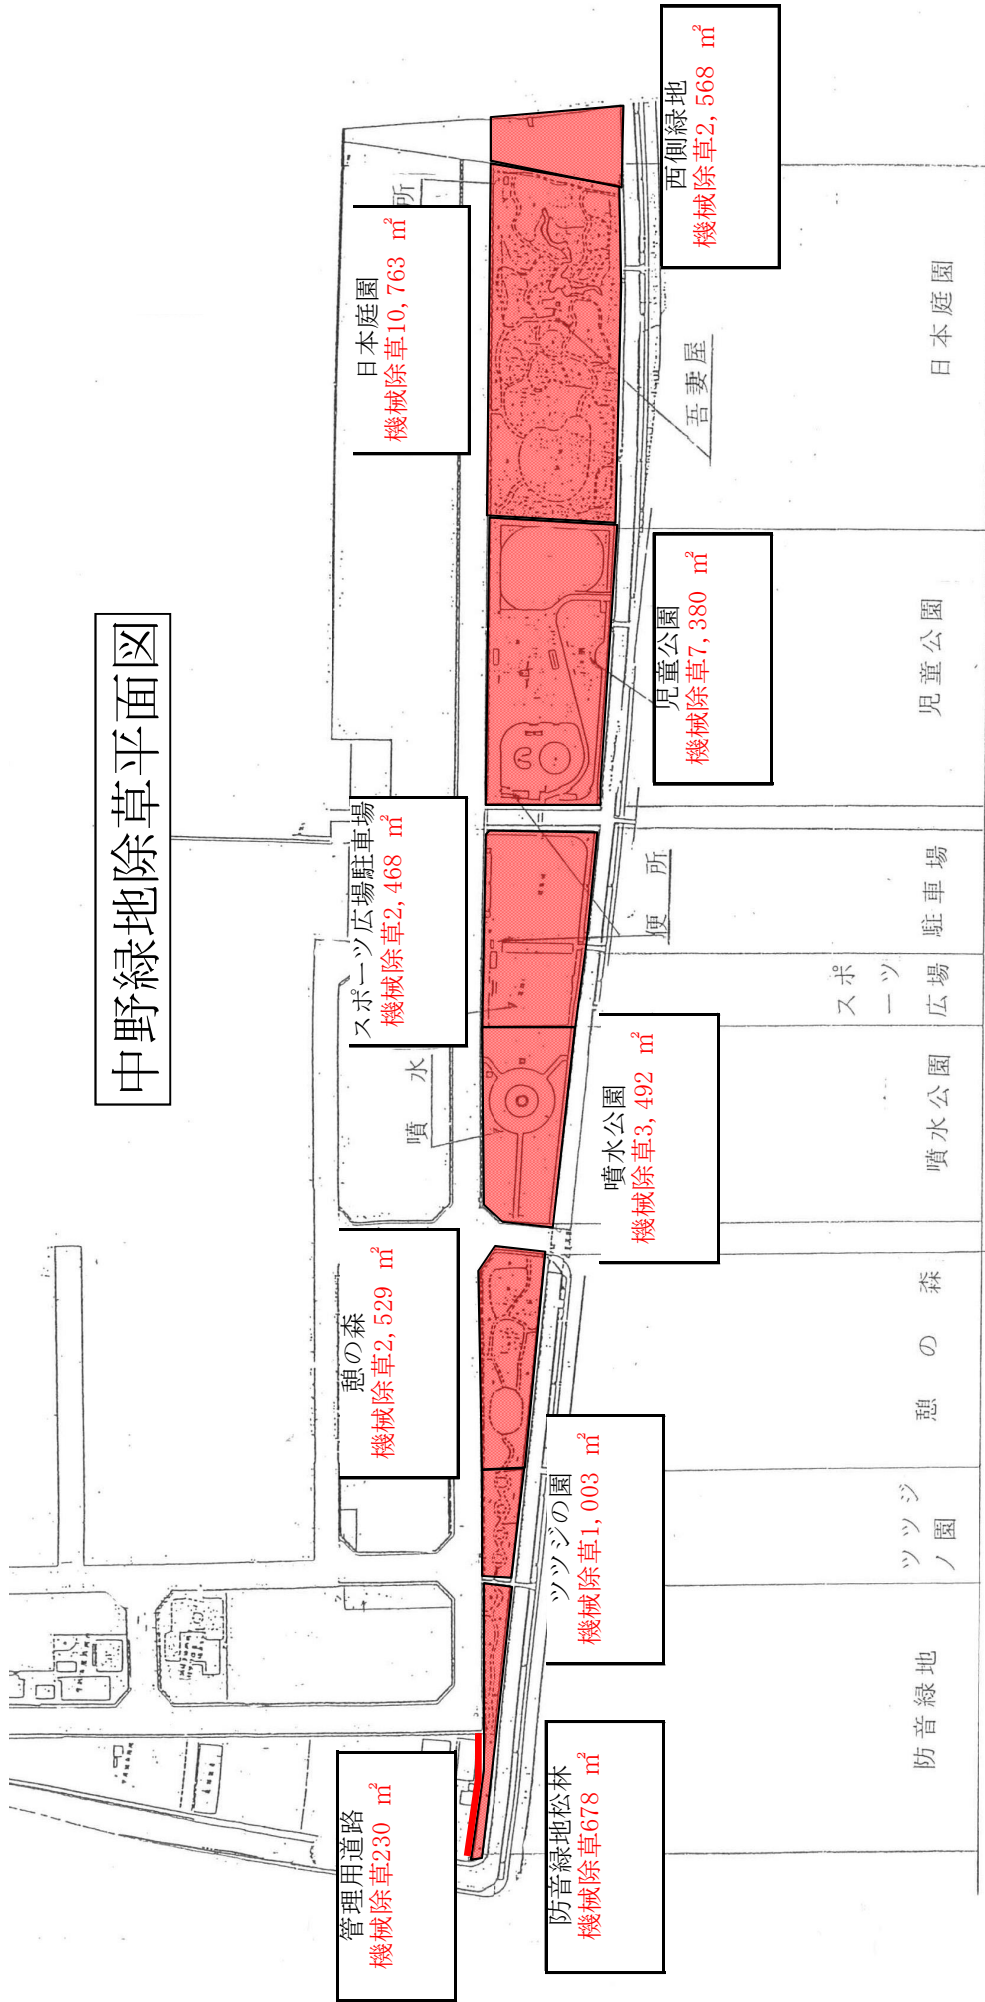 中野緑地除草平面図
管理用道路
機械除草230 ㎡
憩の森
機械除草2,529 ㎡
スポーツ広場駐車場
機械除草2,468 ㎡
日本庭園
機械除草10,763 ㎡
所
噴 水
防音緑地松林
機械除草678 ㎡
ツツジの園
機械除草1,003 ㎡
噴水公園
機械除草3,492 ㎡
児童公園
機械除草7,380 ㎡
西側緑地
機械除草2,568 ㎡
便 所
吾妻屋
防音緑地
ツツジ
ノ園
憩 の 森
噴水公園
スポ
ーツ
広場
駐車場
児童公園
日本庭園